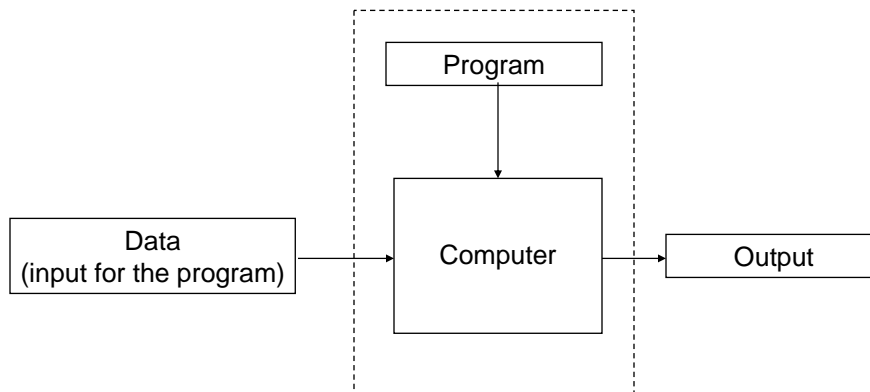 Program
Data
(input for the program)
Computer
Output